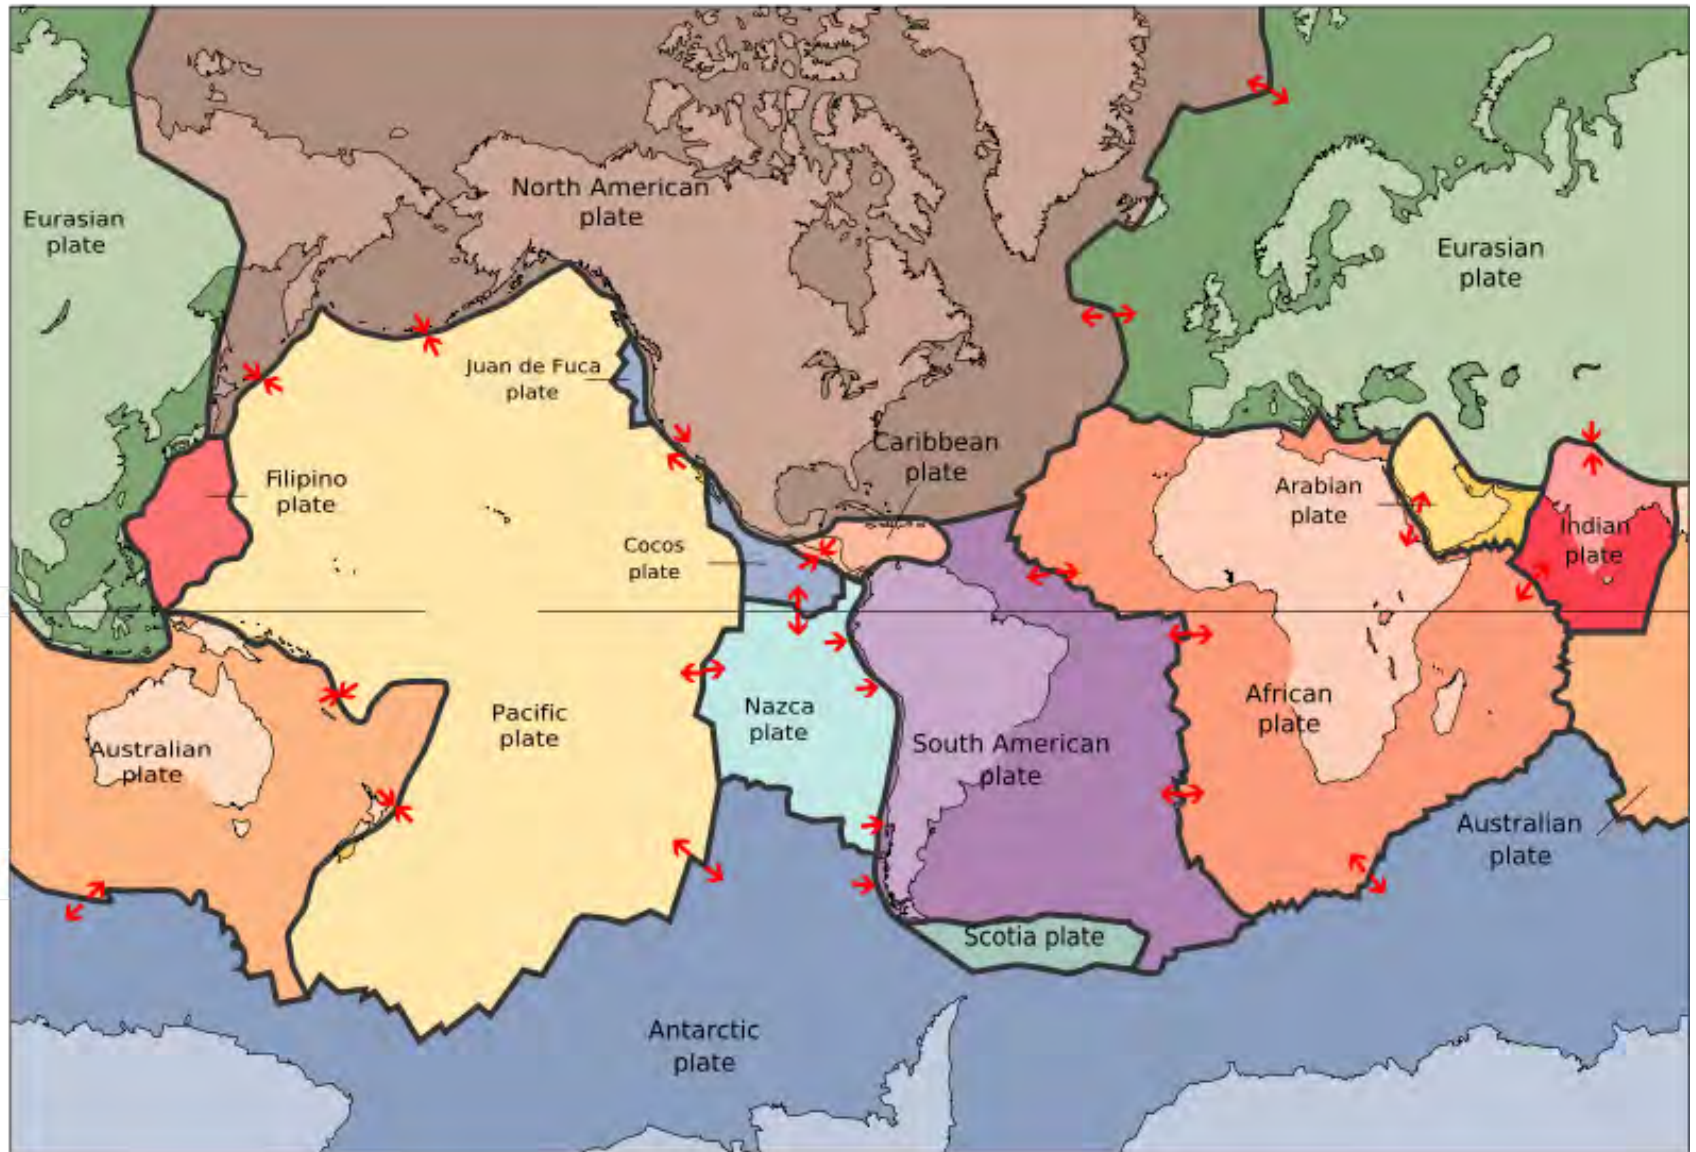 North American
plate
Eurasian
plate
Eurasian
plate
Juan de Fuca
plate
Caribbean
plate
Filipino
plate
Arabian
plate
Indian
plate
Cocos
plate
Pacific
plate
Nazca
plate
African
plate
South American
plate
Australian
plate
Australian
plate
Scotia plate
Antarctic
plate